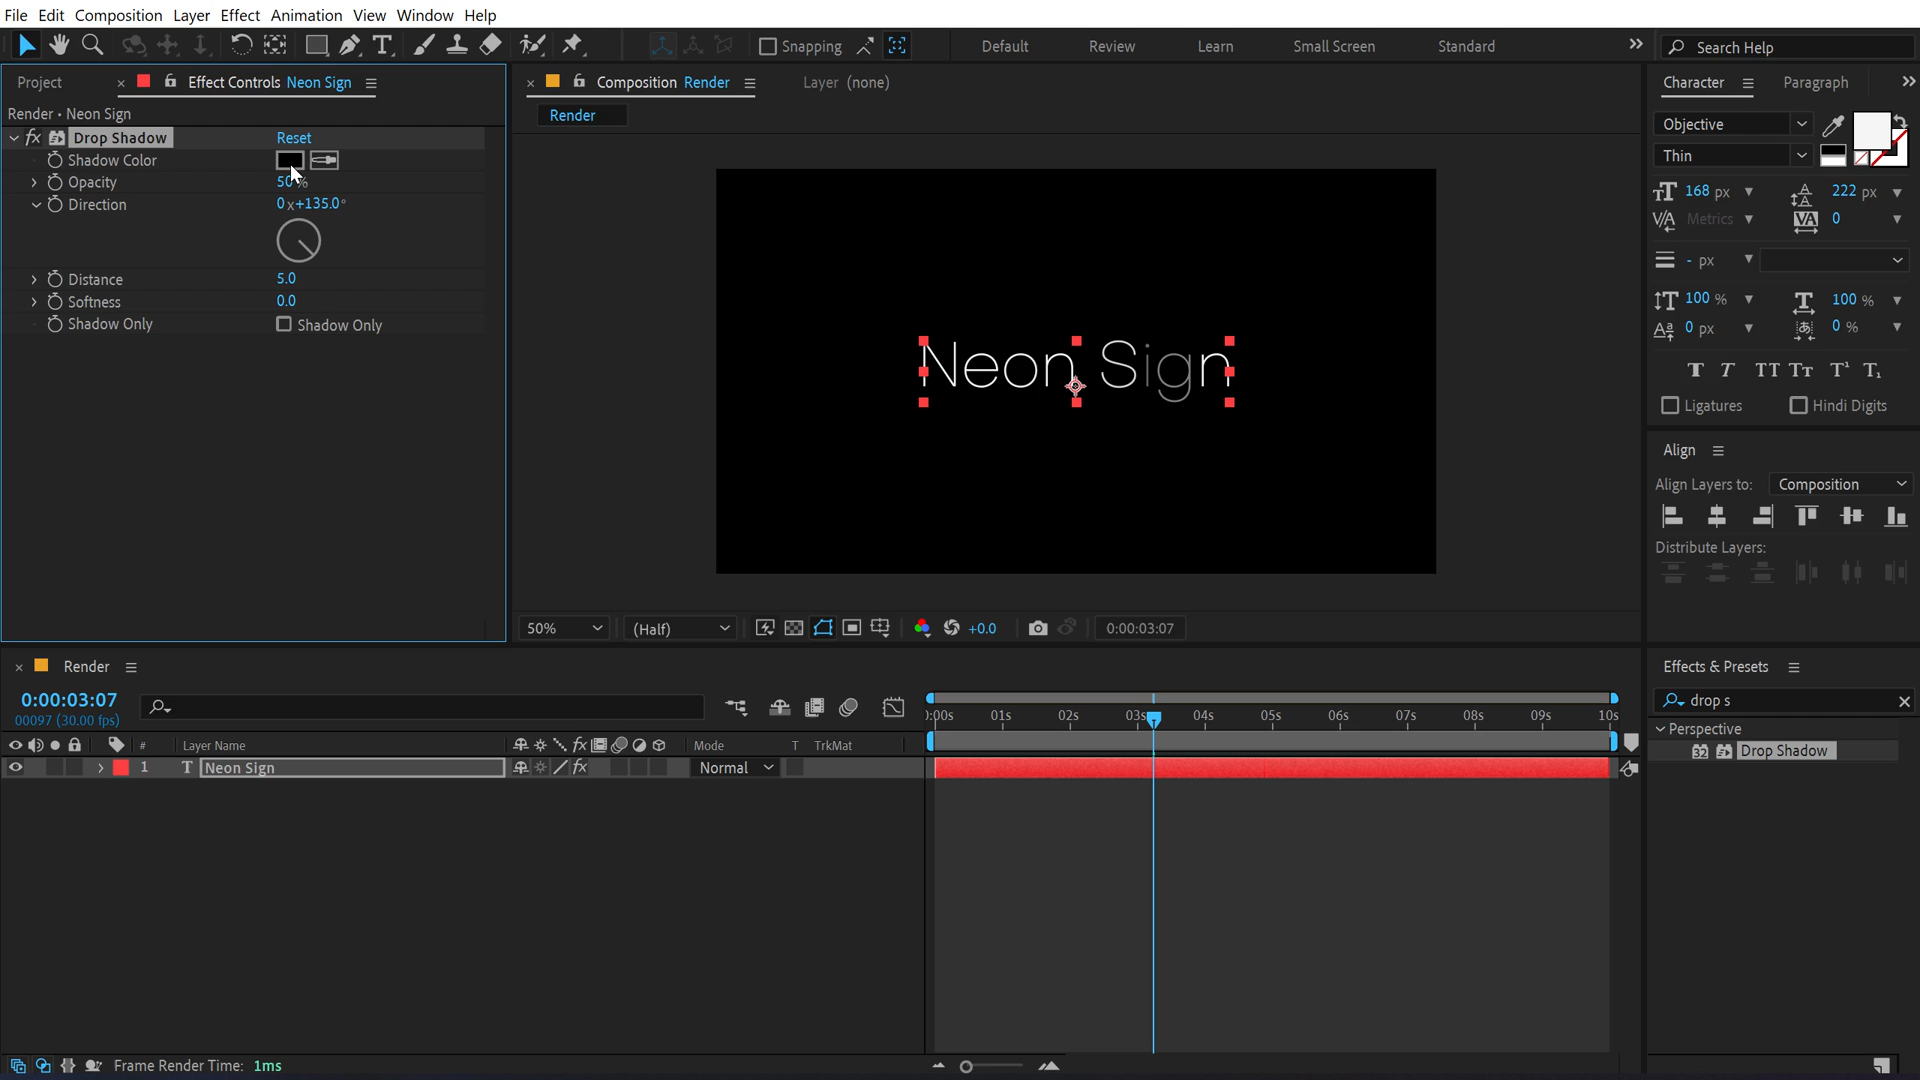 File Edit Composition Layer Effect Animation View Window Help
Snapping
Default Review Learn Small Screen Standard
Search Help
Project
Effect Controls Neon Sign
Composition Render
Layer (none)
Character Paragraph
Render • Neon Sign
Render
fx Drop Shadow Reset
Shadow Color
Opacity 50 %
Direction 0 x+135.0°
Distance 5.0
Softness 0.0
Shadow Only Shadow Only
Neon Sign
Objective
Thin
168 px 222 px
Metrics 0
- px
100 % 100 %
0 px 0 %
Ligatures Hindi Digits
Align
Align Layers to: Composition
Distribute Layers:
50% (Half) +0.0 0:00:03:07
Render
0:00:03:07
00097 (30.00 fps)
):00s 01s 02s 03s 04s 05s 06s 07s 08s 09s 10s
# Layer Name fx Mode T TrkMat
1 T Neon Sign fx Normal
Effects & Presets
drop s
Perspective
32 Drop Shadow
Frame Render Time: 1ms